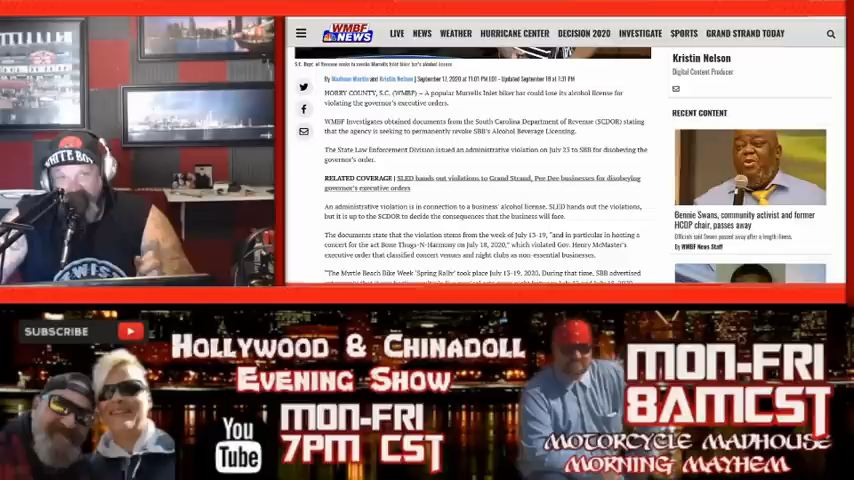 WMBF
NEWS
LIVE NEWS WEATHER HURRICANE CENTER DECISION 2020 INVESTIGATE SPORTS GRAND STRAND TODAY
By Madison Martin and Kristin Nelson | September 17, 2020 at 11:01 PM EDT - Updated September 18 at 1:31 PM
HORRY COUNTY, S.C. (WMBF) – A popular Murrells Inlet biker bar could lose its alcohol license for
violating the governor's executive orders.
WMBF Investigates obtained documents from the South Carolina Department of Revenue (SCDOR) stating
that the agency is seeking to permanently revoke SBB's Alcohol Beverage Licensing.
The State Law Enforcement Division issued an administrative violation on July 23 to SBB for disobeying the
governor's order.
RELATED COVERAGE | SLED hands out violations to Grand Strand, Pee Dee businesses for disobeying
governor's executive orders
An administrative violation is in connection to a business' alcohol license. SLED hands out the violations,
but it is up to the SCDOR to decide the consequences that the business will face.
The documents state that the violation stems from the week of July 13-19, "and in particular in hosting a
concert for the act Bone Thugs-N-Harmony on July 18, 2020," which violated Gov. Henry McMaster's
executive order that classified concert venues and night clubs as non-essential businesses.
"The Myrtle Beach Bike Week 'Spring Rally' took place July 13-19, 2020. During that time, SBB advertised
Kristin Nelson
Digital Content Producer
RECENT CONTENT
Bennie Swans, community activist and former
HCDP chair, passes away
Officials said Swans passed away after a length illness.
By WMBF News Staff
WHITE BOY
SUBSCRIBE
HOLLYWOOD & CHINADOLL
EVENING SHOW
You
Tube
MON-FRI
7PM CST
MON-FRI
8AMCST
MOTORCYCLE MADHOUSE
MORNING MAYHEM